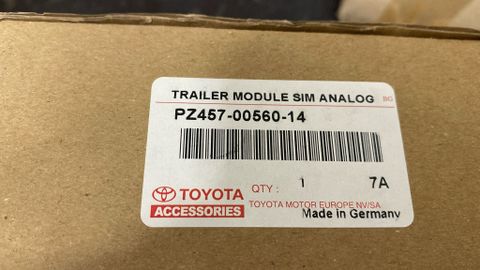 TRAILER MODULE SIM ANALOG BG
PZ457-00560-14
TOYOTA
ACCESSORIES
QTY : 1 7A
TOYOTA MOTOR EUROPE NV/SA
Made in Germany